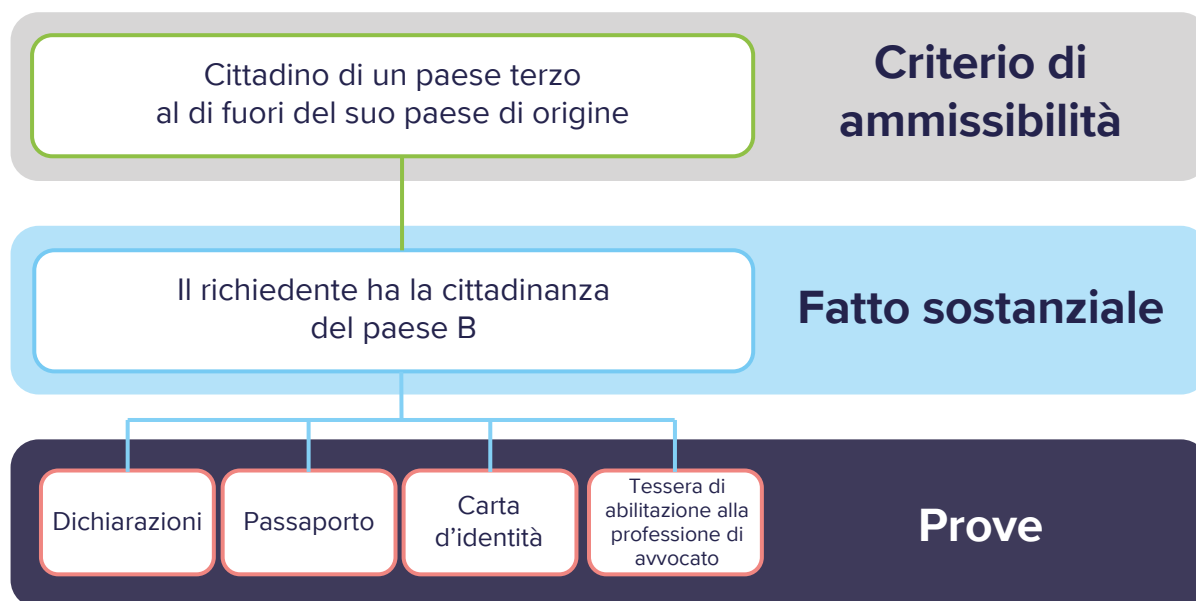 Cittadino di un paese terzo
al di fuori del suo paese di origine
Criterio di
ammissibilità
Il richiedente ha la cittadinanza
del paese B
Fatto sostanziale
Dichiarazioni
Passaporto
Carta
d'identità
Tessera di
abilitazione alla
professione di
avvocato
Prove